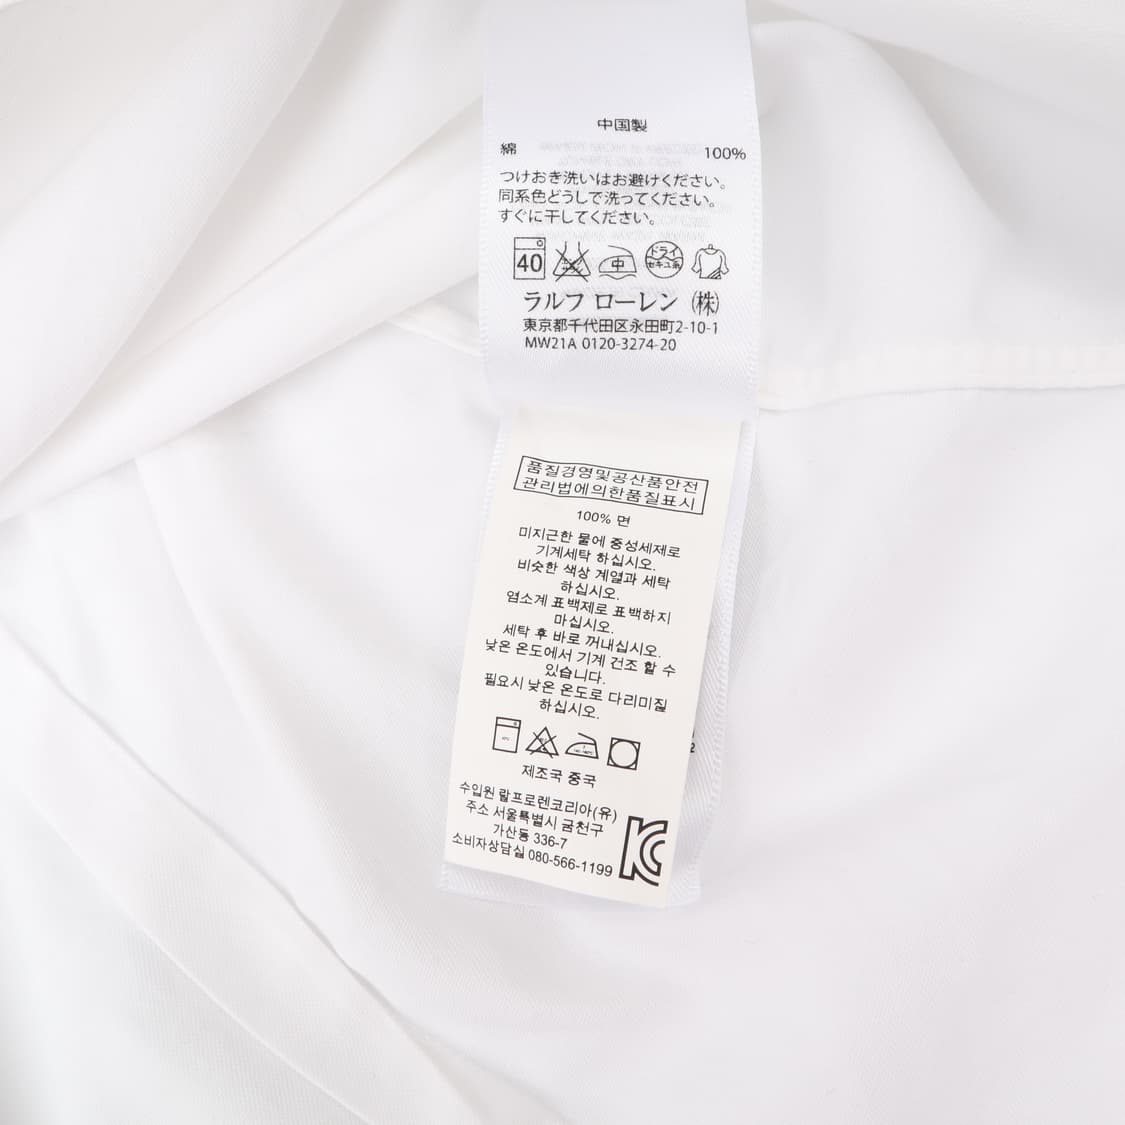 中国製
綿 100%
つけおき洗いはお避けください。
同系色どうしで洗ってください。
すぐに干してください。
40 中 ドライ セキユ系
ラルフ ローレン (株)
東京都千代田区永田町2-10-1
MW21A 0120-3274-20
품질경영및공산품안전
관리법에의한품질표시
100% 면
미지근한 물에 중성세제로
기계세탁 하십시오.
비슷한 색상 계열과 세탁
하십시오.
염소계 표백제로 표백하지
마십시오.
세탁 후 바로 꺼내십시오.
낮은 온도에서 기계 건조 할 수
있습니다.
필요시 낮은 온도로 다리미질
하십시오.
2
제조국 중국
수입원 랄프로렌코리아(유)
주소 서울특별시 금천구
가산동 336-7
소비자상담실 080-566-1199